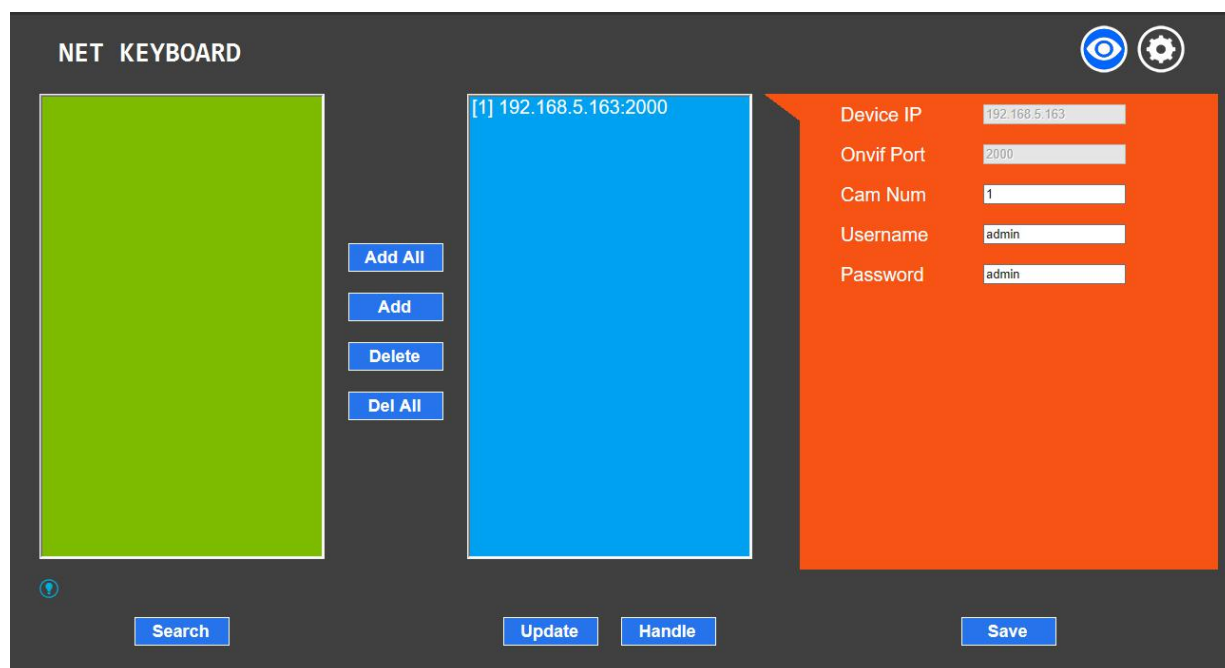 NET KEYBOARD
[1] 192.168.5.163:2000
Add All
Add
Delete
Del All
Device IP 192.168.5.163
Onvif Port 2000
Cam Num 1
Username admin
Password admin
Search
Update
Handle
Save